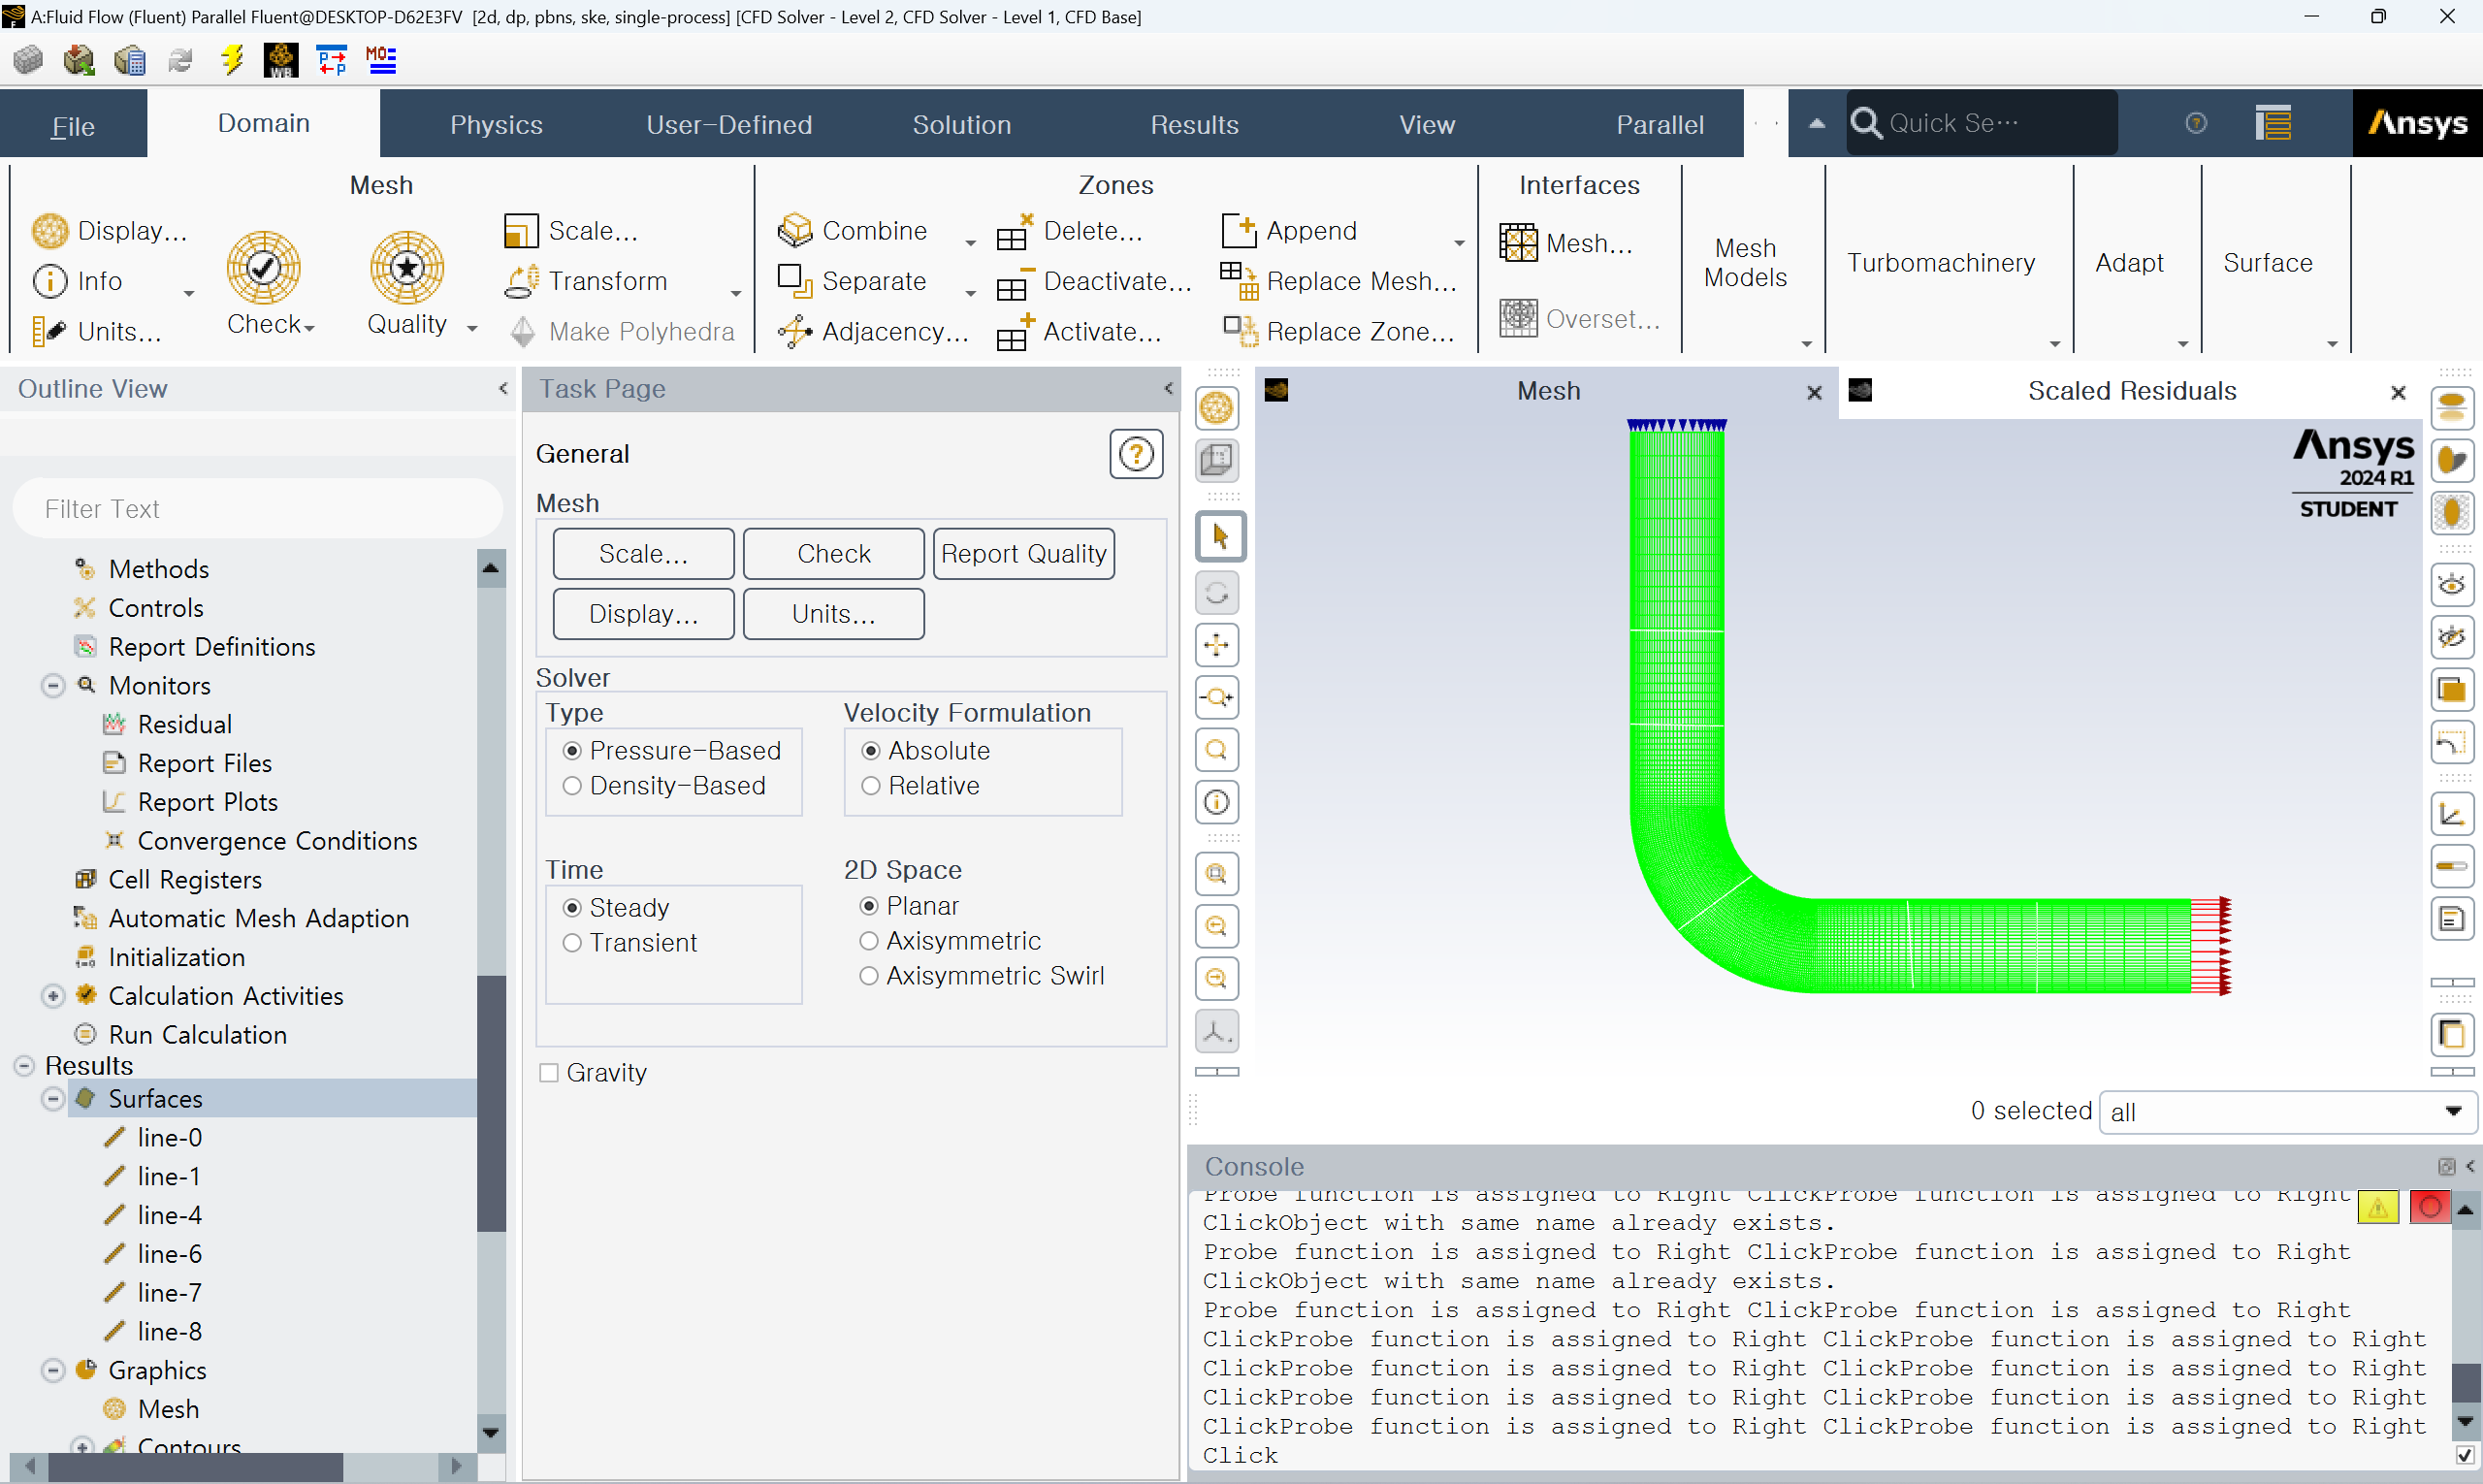 A:Fluid Flow (Fluent) Parallel Fluent@DESKTOP-D62E3FV [2d, dp, pbns, ske, single-process] [CFD Solver - Level 2, CFD Solver - Level 1, CFD Base]
File Domain Physics User-Defined Solution Results View Parallel Quick Se... Ansys
Mesh Zones Interfaces
Display... Scale... Combine Delete... Append Mesh...
Info Transform Separate Deactivate... Replace Mesh... Mesh Models Turbomachinery Adapt Surface
Units... Check Quality Make Polyhedra Adjacency... Activate... Replace Zone... Overset...
Outline View
Filter Text
Methods
Controls
Report Definitions
Monitors
Residual
Report Files
Report Plots
Convergence Conditions
Cell Registers
Automatic Mesh Adaption
Initialization
Calculation Activities
Run Calculation
Results
Surfaces
line-0
line-1
line-4
line-6
line-7
line-8
Graphics
Mesh
Contours
Task Page
General
Mesh
Scale... Check Report Quality
Display... Units...
Solver
Type Velocity Formulation
Pressure-Based Absolute
Density-Based Relative
Time 2D Space
Steady Planar
Transient Axisymmetric
Axisymmetric Swirl
Gravity
Mesh Scaled Residuals
Ansys
2024 R1
STUDENT
0 selected all
Console
Probe function is assigned to Right ClickProbe function is assigned to Right
ClickObject with same name already exists.
Probe function is assigned to Right ClickProbe function is assigned to Right
ClickObject with same name already exists.
Probe function is assigned to Right ClickProbe function is assigned to Right
ClickProbe function is assigned to Right ClickProbe function is assigned to Right
ClickProbe function is assigned to Right ClickProbe function is assigned to Right
ClickProbe function is assigned to Right ClickProbe function is assigned to Right
ClickProbe function is assigned to Right ClickProbe function is assigned to Right
Click